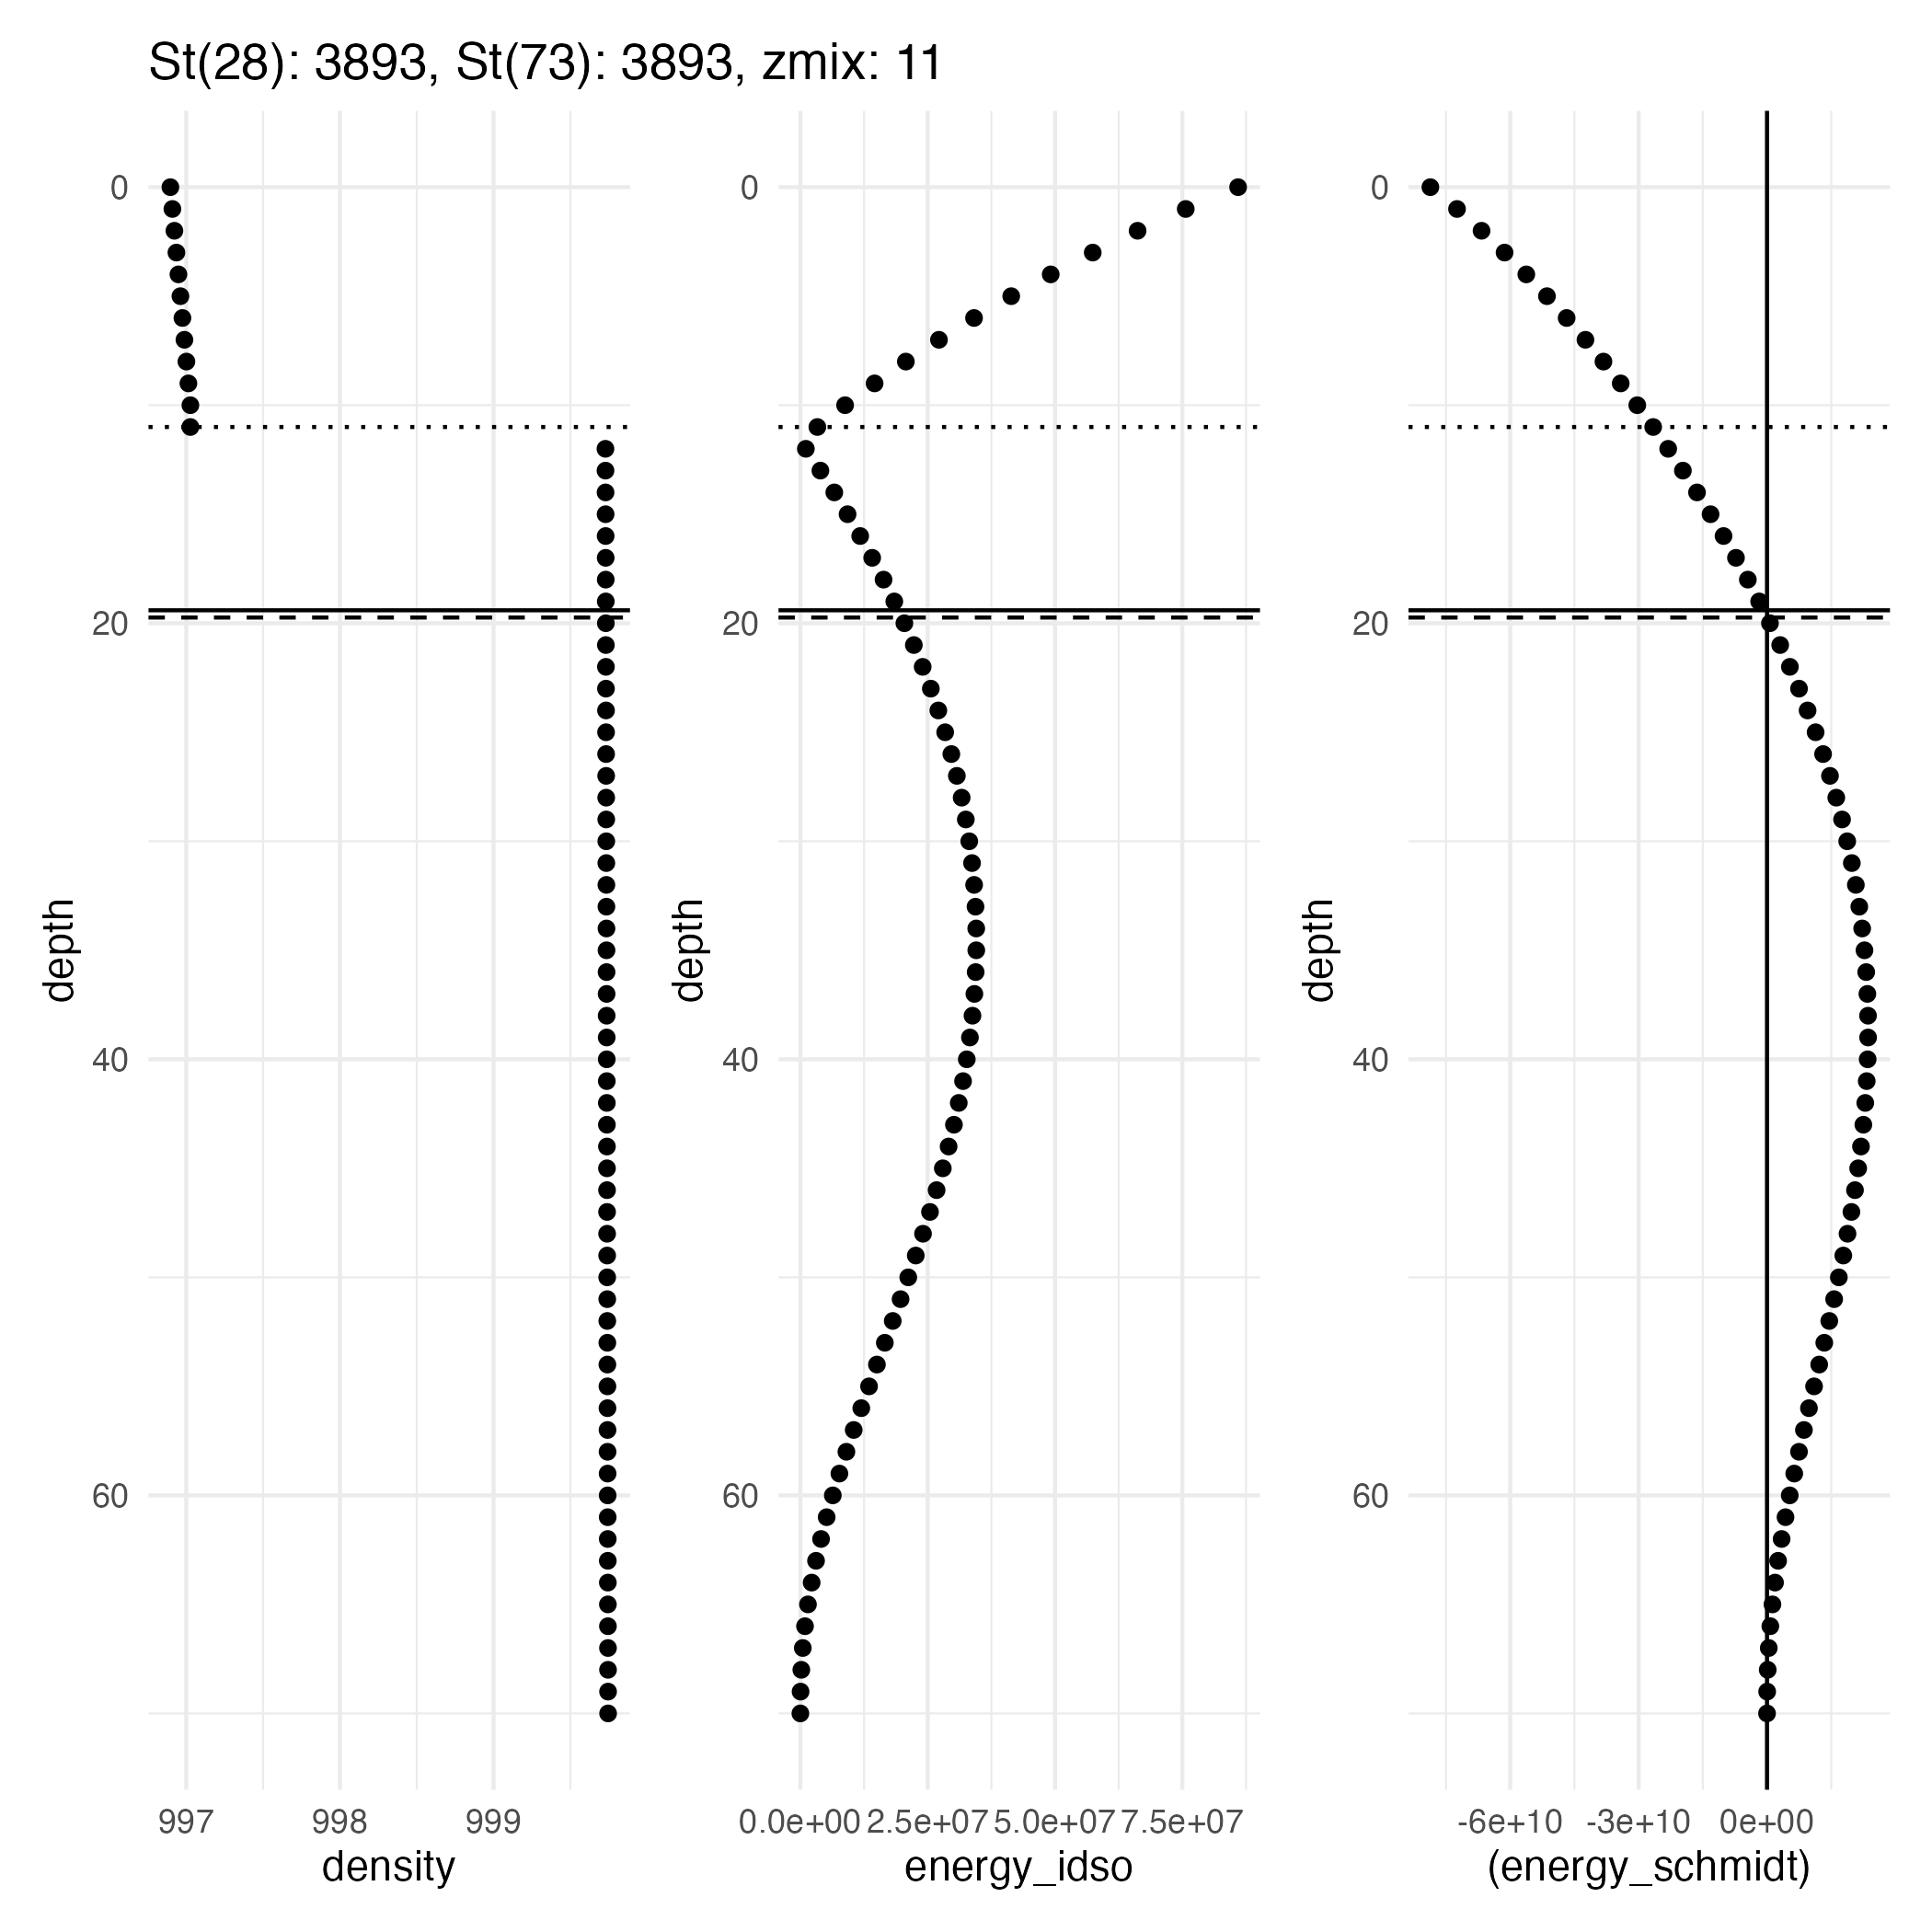 St(28): 3893, St(73): 3893, zmix: 11
0
20
40
60
depth
997 998 999
density
0
20
40
60
depth
0.0e+00 2.5e+07 5.0e+07 7.5e+07
energy_idso
0
20
40
60
depth
-6e+10 -3e+10 0e+00
(energy_schmidt)